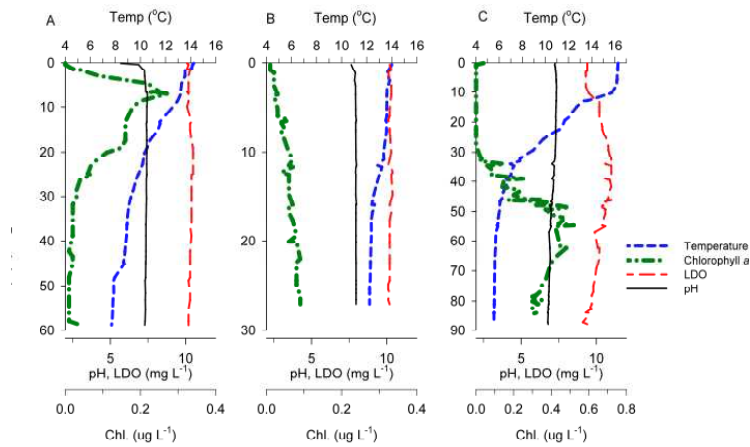 Temp (°C)
Temp (°C)
Temp (°C)
A
B
C
4 6 8 10 12 14 16
4 6 8 10 12 14 16
4 6 8 10 12 14 16
0
10
20
30
40
50
60
0
10
20
30
0
10
20
30
40
50
60
70
80
90
Temperature
Chlorophyll a
LDO
pH
5 10
5 10
5 10
pH, LDO (mg L-1)
pH, LDO (mg L-1)
pH, LDO (mg L-1)
0.0 0.2 0.4
0.0 0.2 0.4
0.0 0.2 0.4 0.6 0.8
Chl. (ug L-1)
Chl. (ug L-1)
Chl. (ug L-1)